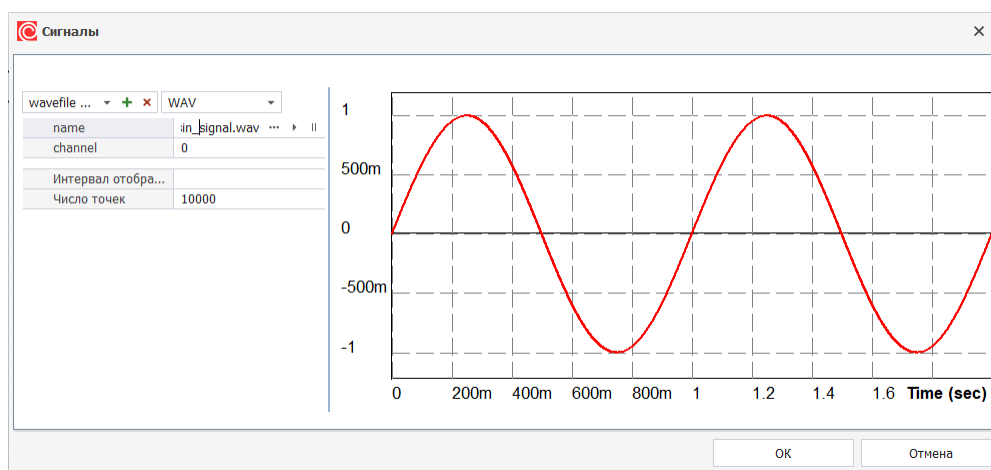 Сигналы
wavefile ... WAV
name in_signal.wav ...
channel 0
Интервал отобра...
Число точек 10000
1
500m
0
-500m
-1
0 200m 400m 600m 800m 1 1.2 1.4 1.6 Time (sec)
ОК Отмена